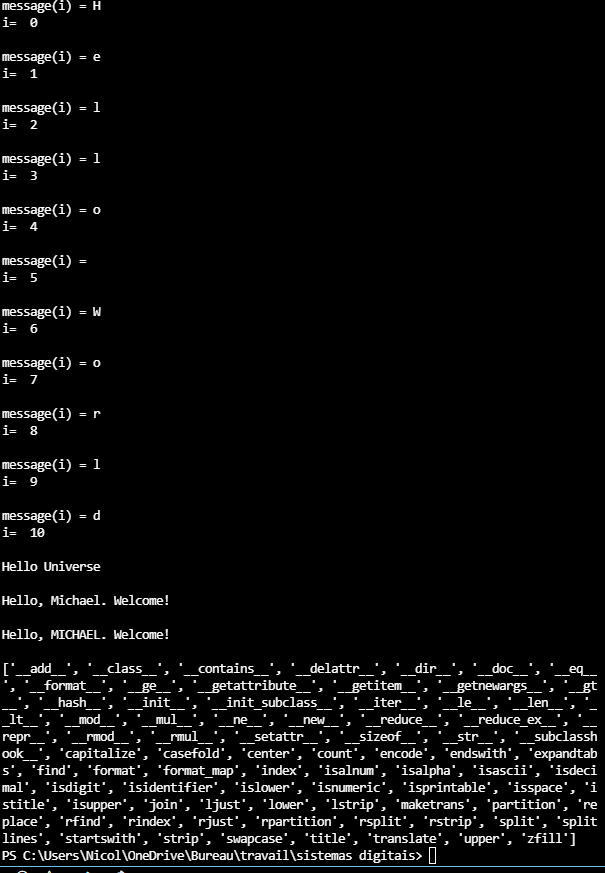 message(i) = H
i=  0
message(i) = e
i=  1
message(i) = l
i=  2
message(i) = l
i=  3
message(i) = o
i=  4
message(i) =
i=  5
message(i) = W
i=  6
message(i) = o
i=  7
message(i) = r
i=  8
message(i) = l
i=  9
message(i) = d
i=  10
Hello Universe
Hello, Michael. Welcome!
Hello, MICHAEL. Welcome!
['__add__', '__class__', '__contains__', '__delattr__', '__dir__', '__doc__', '__eq__
', '__format__', '__ge__', '__getattribute__', '__getitem__', '__getnewargs__', '__gt
__', '__hash__', '__init__', '__init_subclass__', '__iter__', '__le__', '__len__', '_
_lt__', '__mod__', '__mul__', '__ne__', '__new__', '__reduce__', '__reduce_ex__', '__
repr__', '__rmod__', '__rmul__', '__setattr__', '__sizeof__', '__str__', '__subclassh
ook__', 'capitalize', 'casefold', 'center', 'count', 'encode', 'endswith', 'expandtab
s', 'find', 'format', 'format_map', 'index', 'isalnum', 'isalpha', 'isascii', 'isdeci
mal', 'isdigit', 'isidentifier', 'islower', 'isnumeric', 'isprintable', 'isspace', 'i
stitle', 'isupper', 'join', 'ljust', 'lower', 'lstrip', 'maketrans', 'partition', 're
place', 'rfind', 'rindex', 'rjust', 'rpartition', 'rsplit', 'rstrip', 'split', 'split
lines', 'startswith', 'strip', 'swapcase', 'title', 'translate', 'upper', 'zfill']
PS C:\Users\Nicol\OneDrive\Bureau\travail\sistemas digitais>